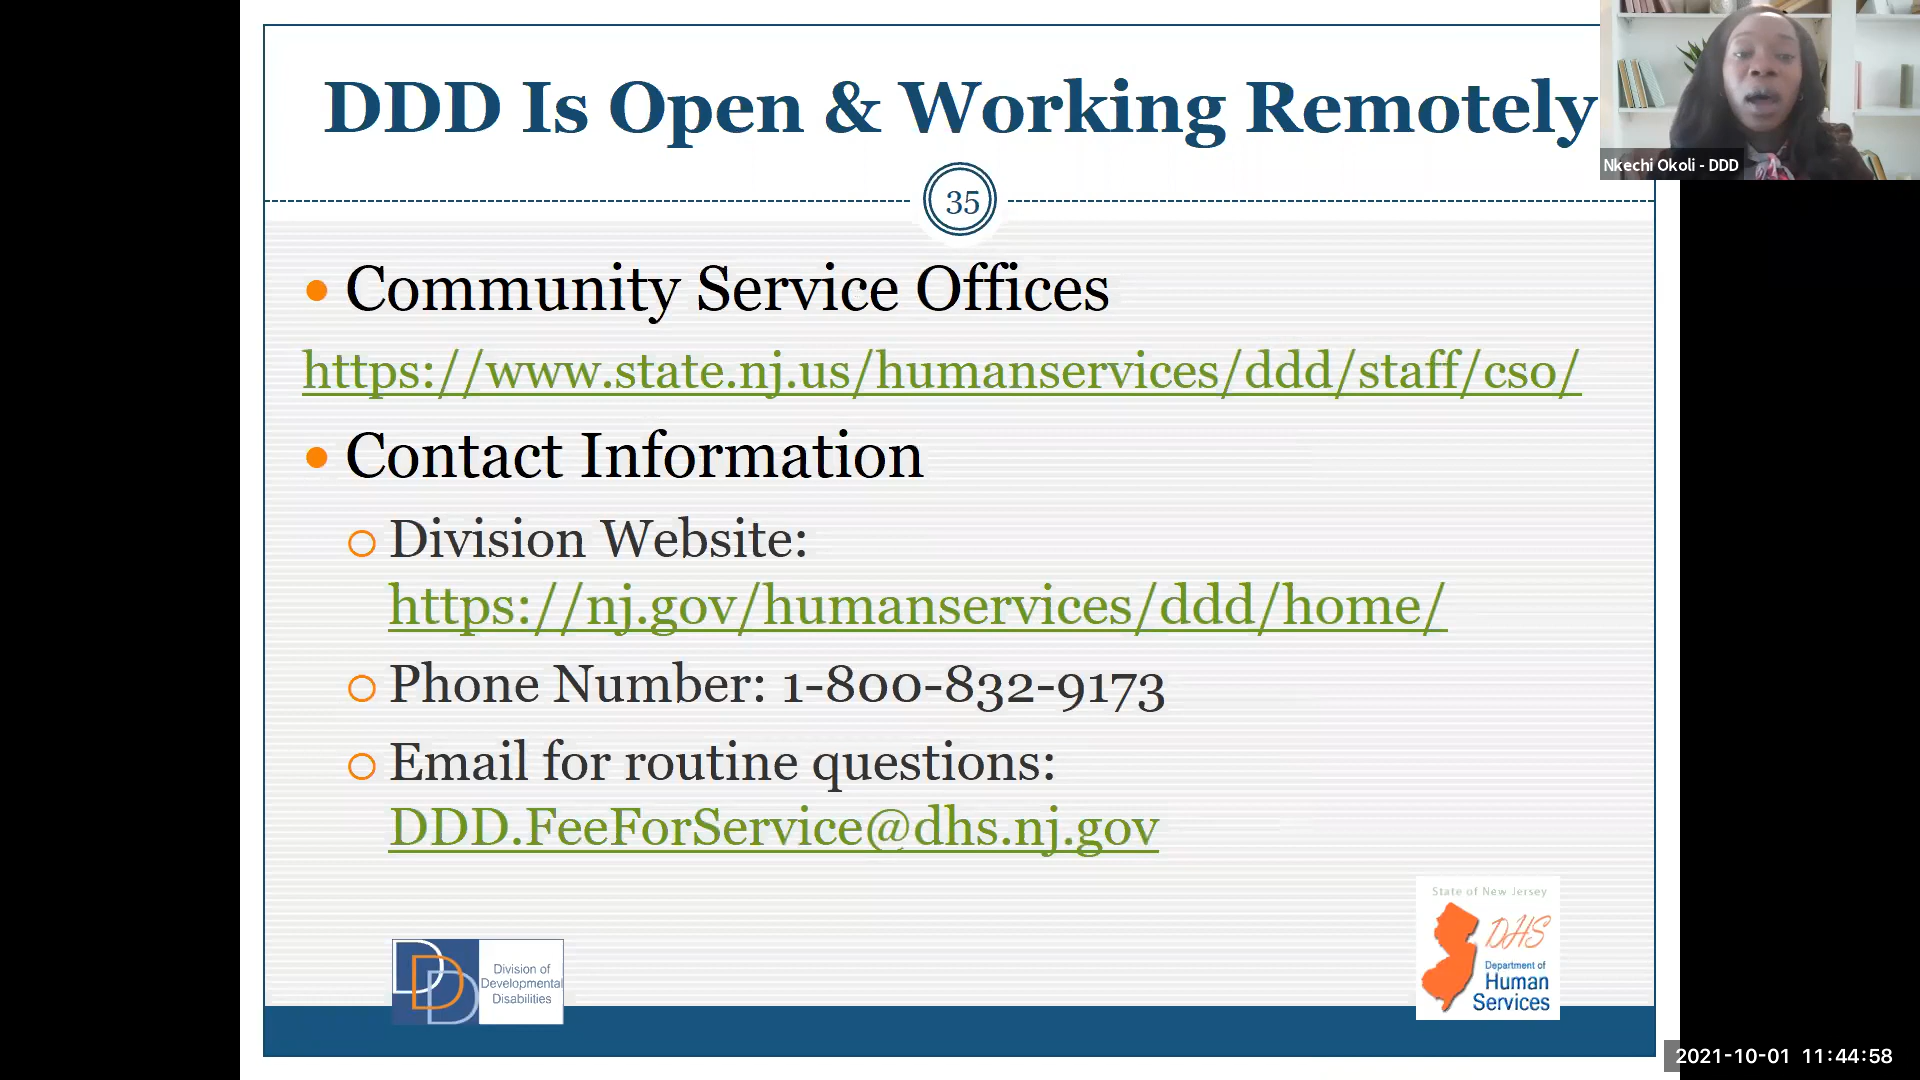 DDD Is Open & Working Remotely
Nkechi Okoli - DDD
35
Community Service Offices
https://www.state.nj.us/humanservices/ddd/staff/cso/
Contact Information
Division Website:
https://nj.gov/humanservices/ddd/home/
Phone Number: 1-800-832-9173
Email for routine questions:
DDD.FeeForService@dhs.nj.gov
DDD
Division of
Developmental
Disabilities
State of New Jersey
DHS
Department of
Human
Services
2021-10-01 11:44:58